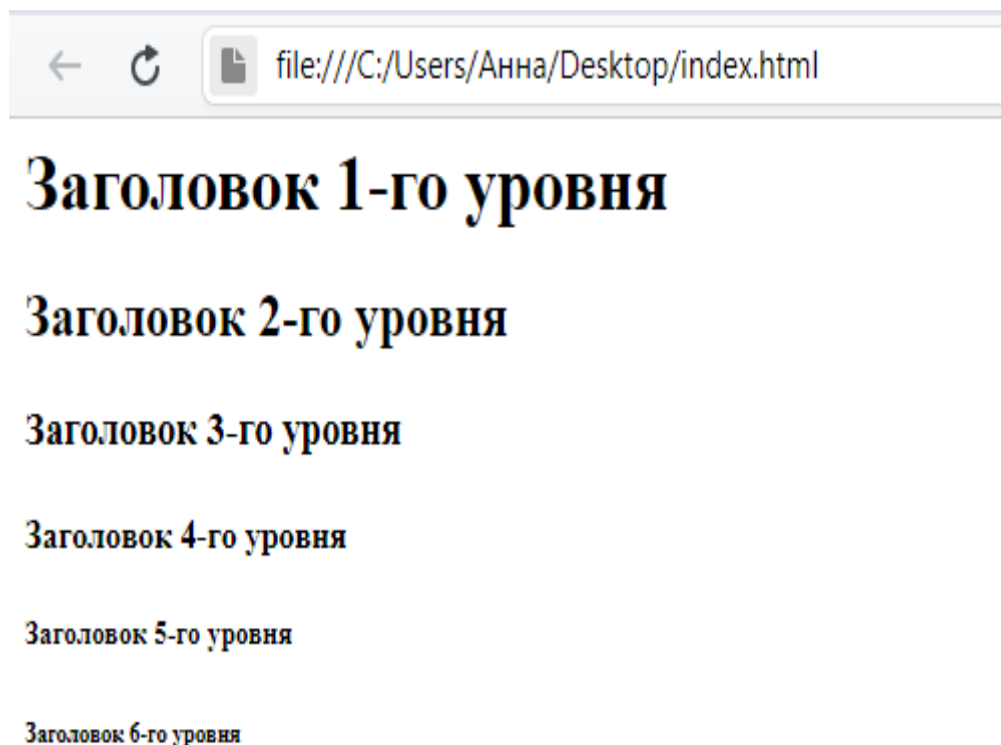 file:///C:/Users/Анна/Desktop/index.html
Заголовок 1-го уровня
Заголовок 2-го уровня
Заголовок 3-го уровня
Заголовок 4-го уровня
Заголовок 5-го уровня
Заголовок 6-го уровня